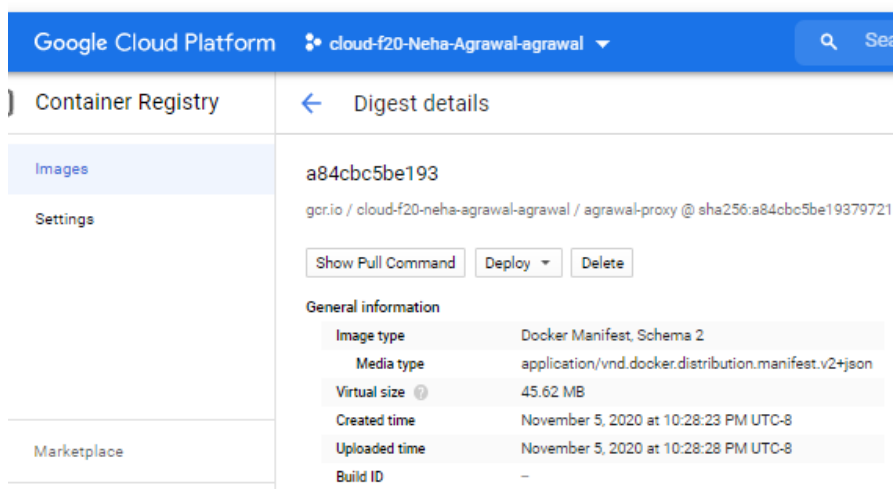 Google Cloud Platform cloud-f20-Neha-Agrawal-agrawal
Container Registry Digest details
Images
Settings
a84cbc5be193
gcr.io / cloud-f20-neha-agrawal-agrawal / agrawal-proxy @ sha256:a84cbc5be19379721
Show Pull Command Deploy Delete
General information
Image type Docker Manifest, Schema 2
Media type application/vnd.docker.distribution.manifest.v2+json
Virtual size 45.62 MB
Created time November 5, 2020 at 10:28:23 PM UTC-8
Marketplace Uploaded time November 5, 2020 at 10:28:28 PM UTC-8
Build ID –